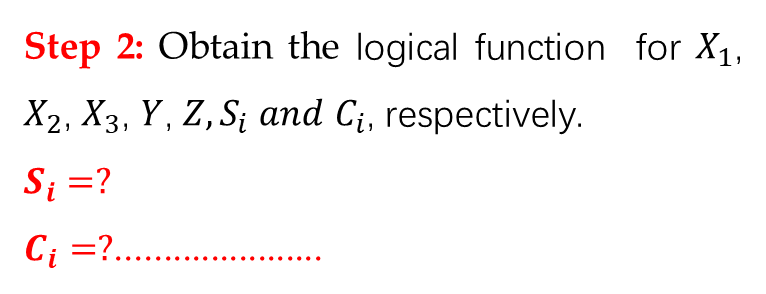 Step 2: Obtain the logical function for X₁,
X₂, X₃, Y, Z, Sᵢ and Cᵢ, respectively.
Sᵢ =?
Cᵢ =?.......................